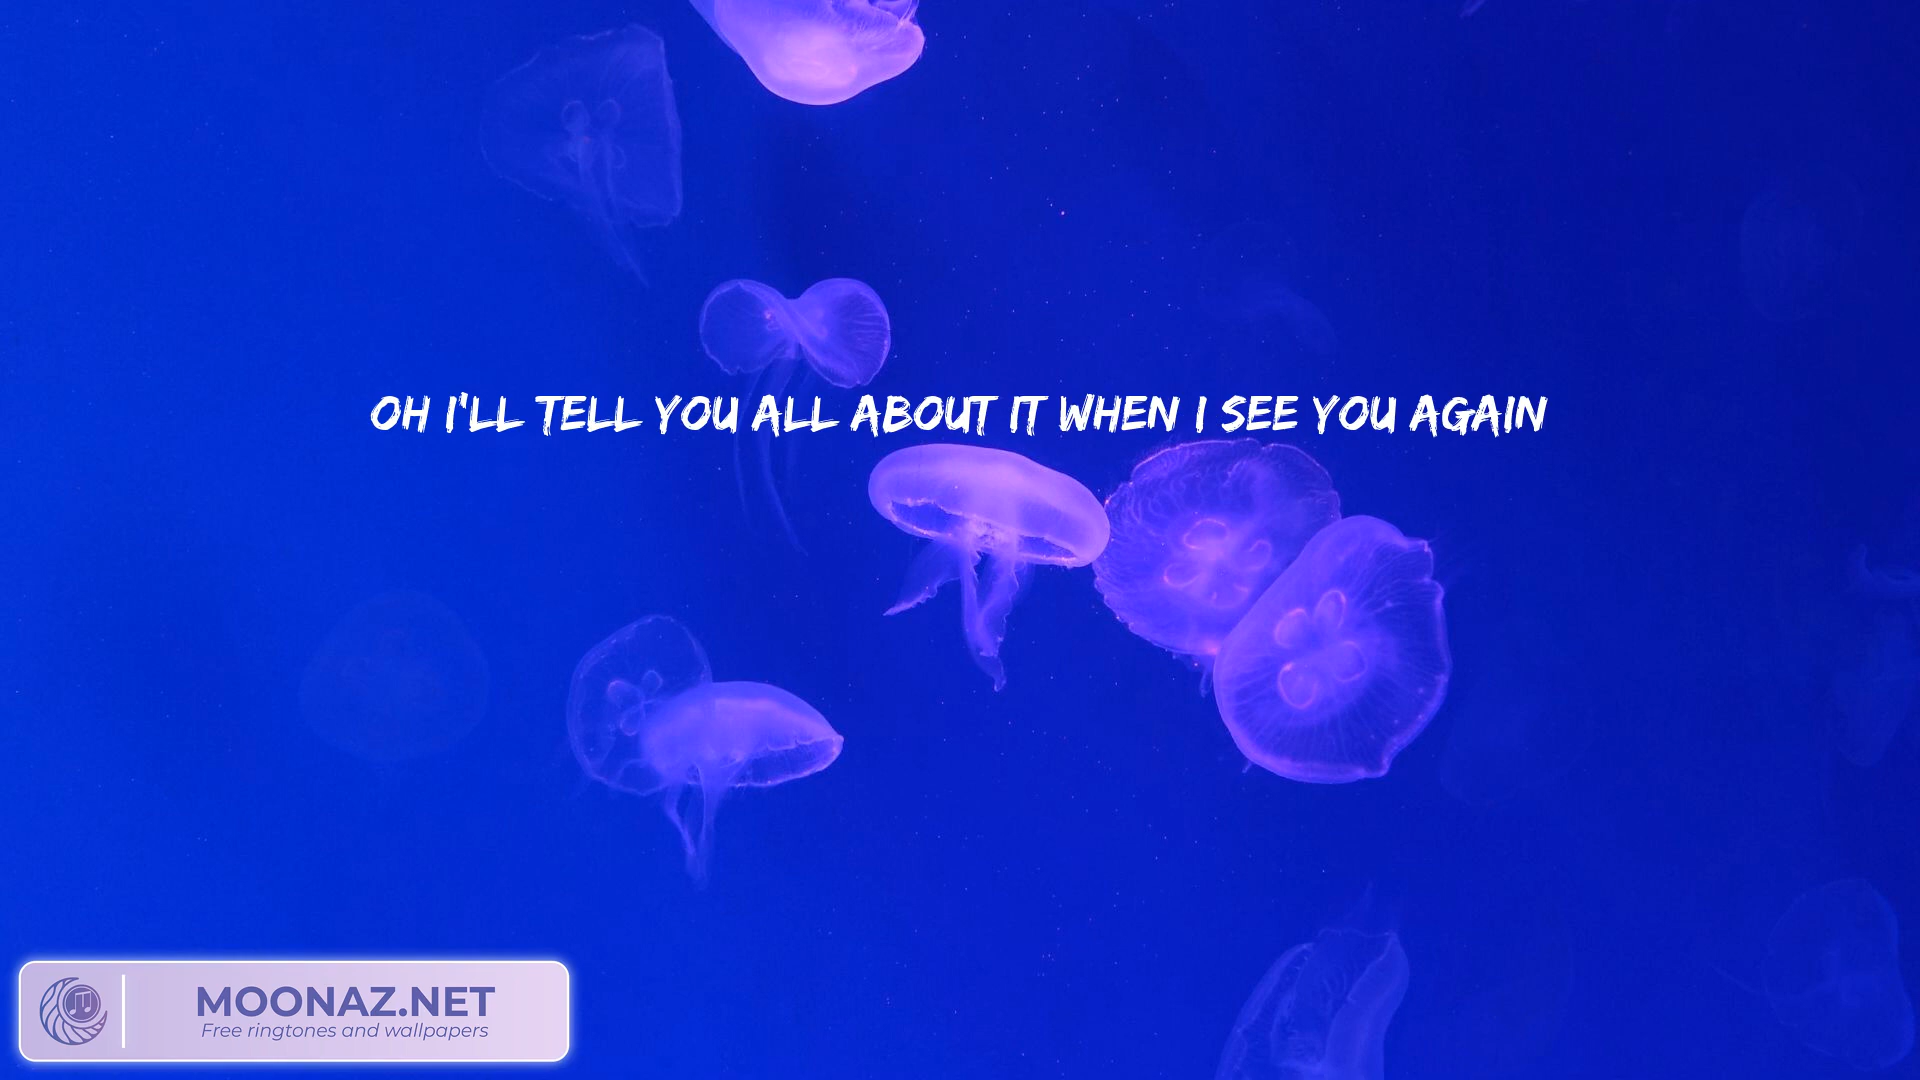 OH I'LL TELL YOU ALL ABOUT IT WHEN I SEE YOU AGAIN
MOONAZ.NET
Free ringtones and wallpapers